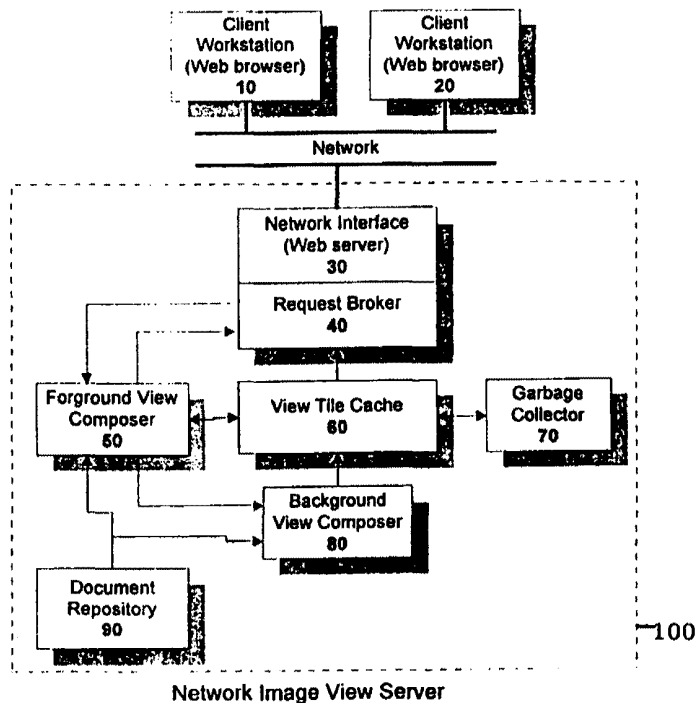 Client
Workstation
(Web browser)
10
Client
Workstation
(Web browser)
20
Network
Network Interface
(Web server)
30
Request Broker
40
Forground View
Composer
50
View Tile Cache
60
Garbage
Collector
70
Background
View Composer
80
Document
Repository
90
100
Network Image View Server